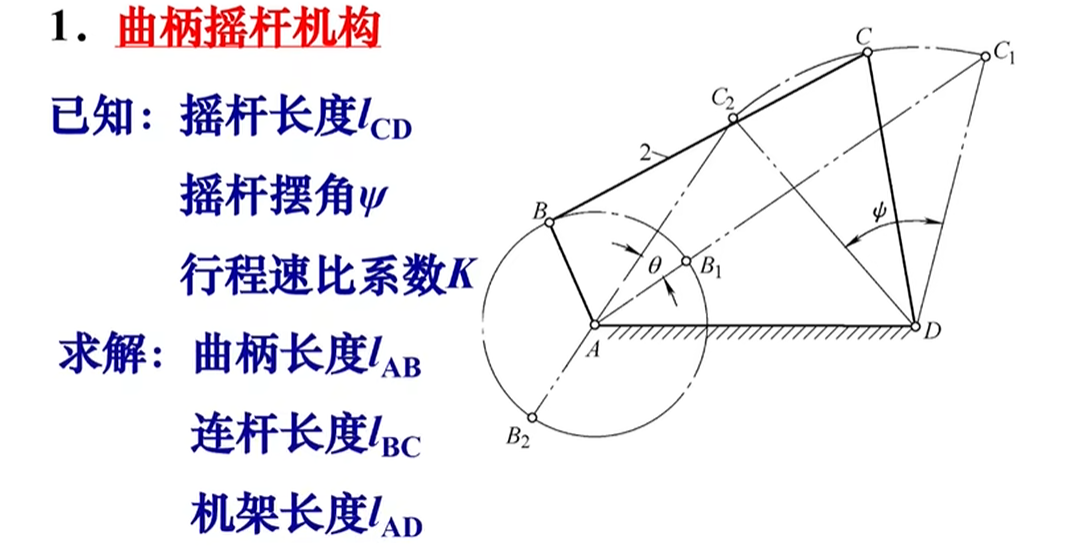 1. 曲柄摇杆机构
已知：摇杆长度lCD
摇杆摆角ψ
行程速比系数K
求解：曲柄长度lAB
连杆长度lBC
机架长度lAD
C
C1
C2
2
B
ψ
θ
B1
A
D
B2